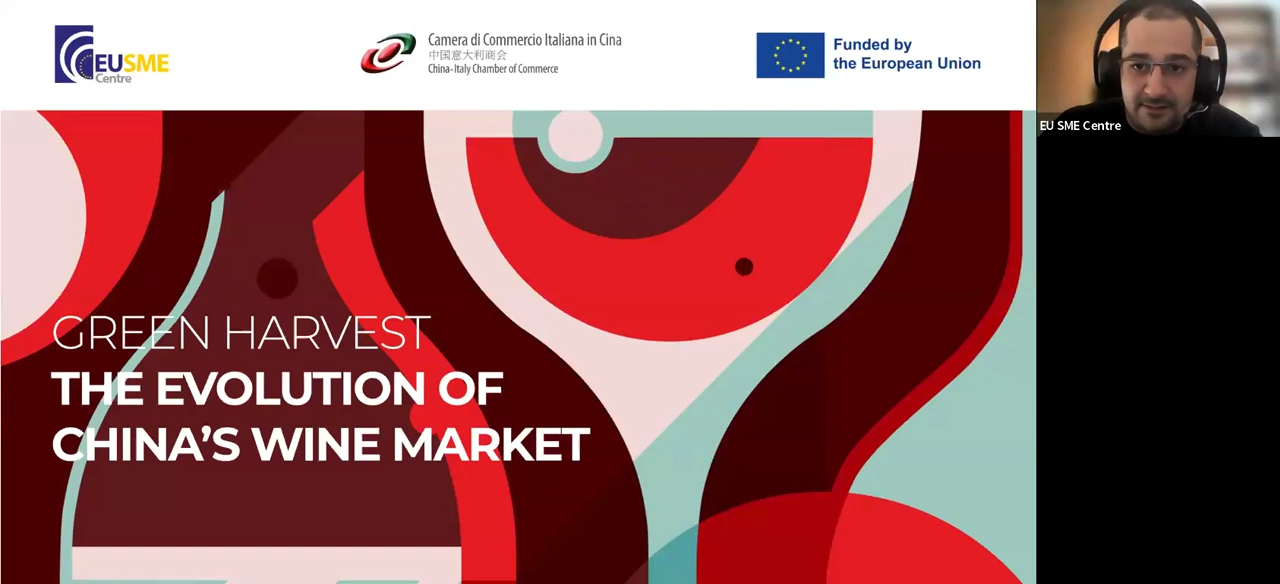 EUSME
Centre
Camera di Commercio Italiana in Cina
中国意大利商会
China-Italy Chamber of Commerce
Funded by
the European Union
EU SME Centre
GREEN HARVEST
THE EVOLUTION OF
CHINA'S WINE MARKET